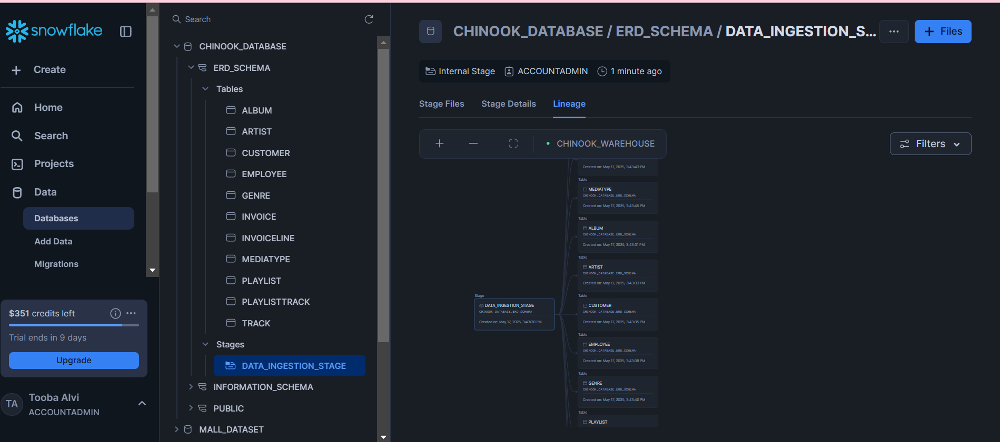 snowflake
Create
Home
Search
Projects
Data
Databases
Add Data
Migrations
$351 credits left
Trial ends in 9 days
Upgrade
TA
Tooba Alvi
ACCOUNTADMIN
Search
CHINOOK_DATABASE
ERD_SCHEMA
Tables
ALBUM
ARTIST
CUSTOMER
EMPLOYEE
GENRE
INVOICE
INVOICELINE
MEDIATYPE
PLAYLIST
PLAYLISTTRACK
TRACK
Stages
DATA_INGESTION_STAGE
INFORMATION_SCHEMA
PUBLIC
MALL_DATASET
CHINOOK_DATABASE / ERD_SCHEMA / DATA_INGESTION_S...
Files
Internal Stage ACCOUNTADMIN 1 minute ago
Stage Files Stage Details Lineage
CHINOOK_WAREHOUSE
Filters
Stage
DATA_INGESTION_STAGE
CHINOOK_DATABASE.ERD_SCHEMA
Created on: May 17, 2025, 3:43:30 PM
Created on: May 17, 2025, 3:43:43 PM
Table
MEDIATYPE
CHINOOK_DATABASE.ERD_SCHEMA
Created on: May 17, 2025, 3:43:45 PM
Table
ALBUM
CHINOOK_DATABASE.ERD_SCHEMA
Created on: May 17, 2025, 3:43:31 PM
Table
ARTIST
CHINOOK_DATABASE.ERD_SCHEMA
Created on: May 17, 2025, 3:43:33 PM
Table
CUSTOMER
CHINOOK_DATABASE.ERD_SCHEMA
Created on: May 17, 2025, 3:43:35 PM
Table
EMPLOYEE
CHINOOK_DATABASE.ERD_SCHEMA
Created on: May 17, 2025, 3:43:38 PM
Table
GENRE
CHINOOK_DATABASE.ERD_SCHEMA
Created on: May 17, 2025, 3:43:40 PM
Table
PLAYLIST